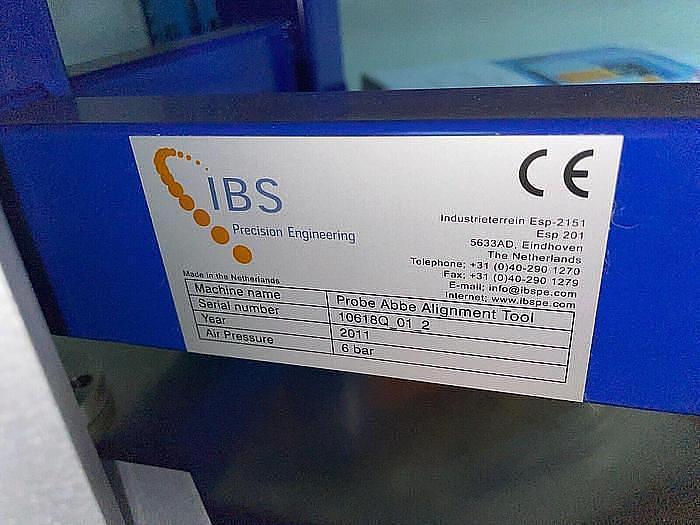 IBS
Precision Engineering
CE
Industrieterrein Esp-2151
Esp 201
5633AD, Eindhoven
The Netherlands
Telephone; +31 (0)40-290 1270
Fax; +31 (0)40-290 1279
E-mail; info@ibspe.com
Internet; www.ibspe.com
Made in the Netherlands
Machine name Probe Abbe Alignment Tool
Serial number 10618Q_01_2
Year 2011
Air Pressure 6 bar